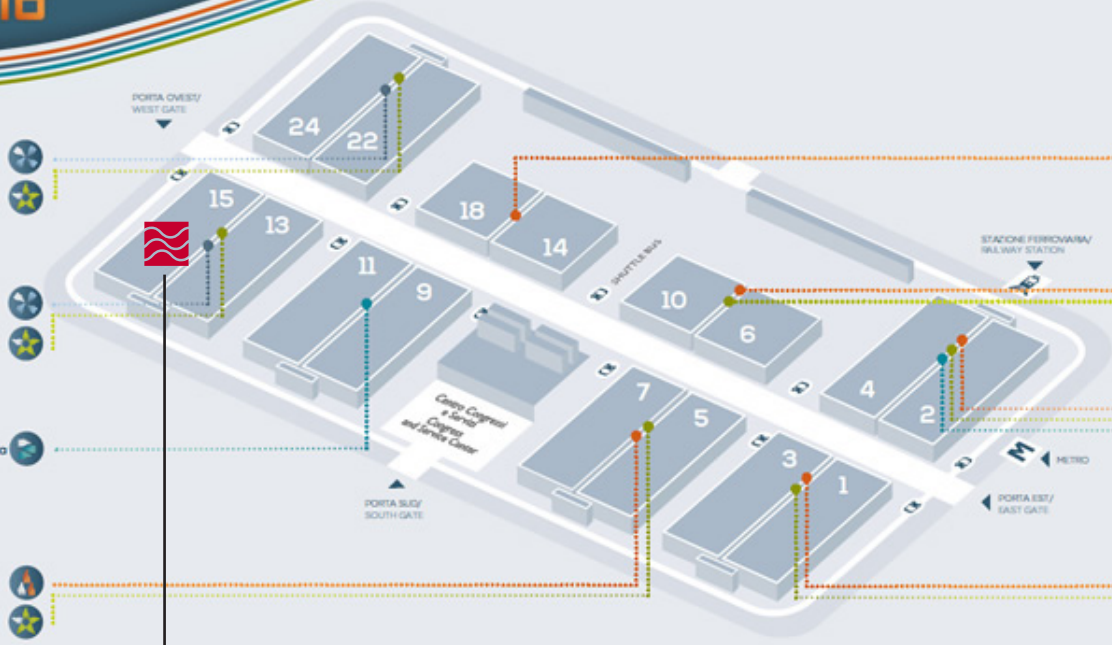 PORTA OVEST/
WEST GATE
24
22
15
13
18
14
11
9
SHUTTLE BUS
STAZIONE FERROVIARIA/
RAILWAY STATION
10
6
4
2
Centro Congressi
e Servizi
Congress
and Service Center
7
5
3
1
M
METRO
PORTA EST/
EAST GATE
PORTA SUD/
SOUTH GATE